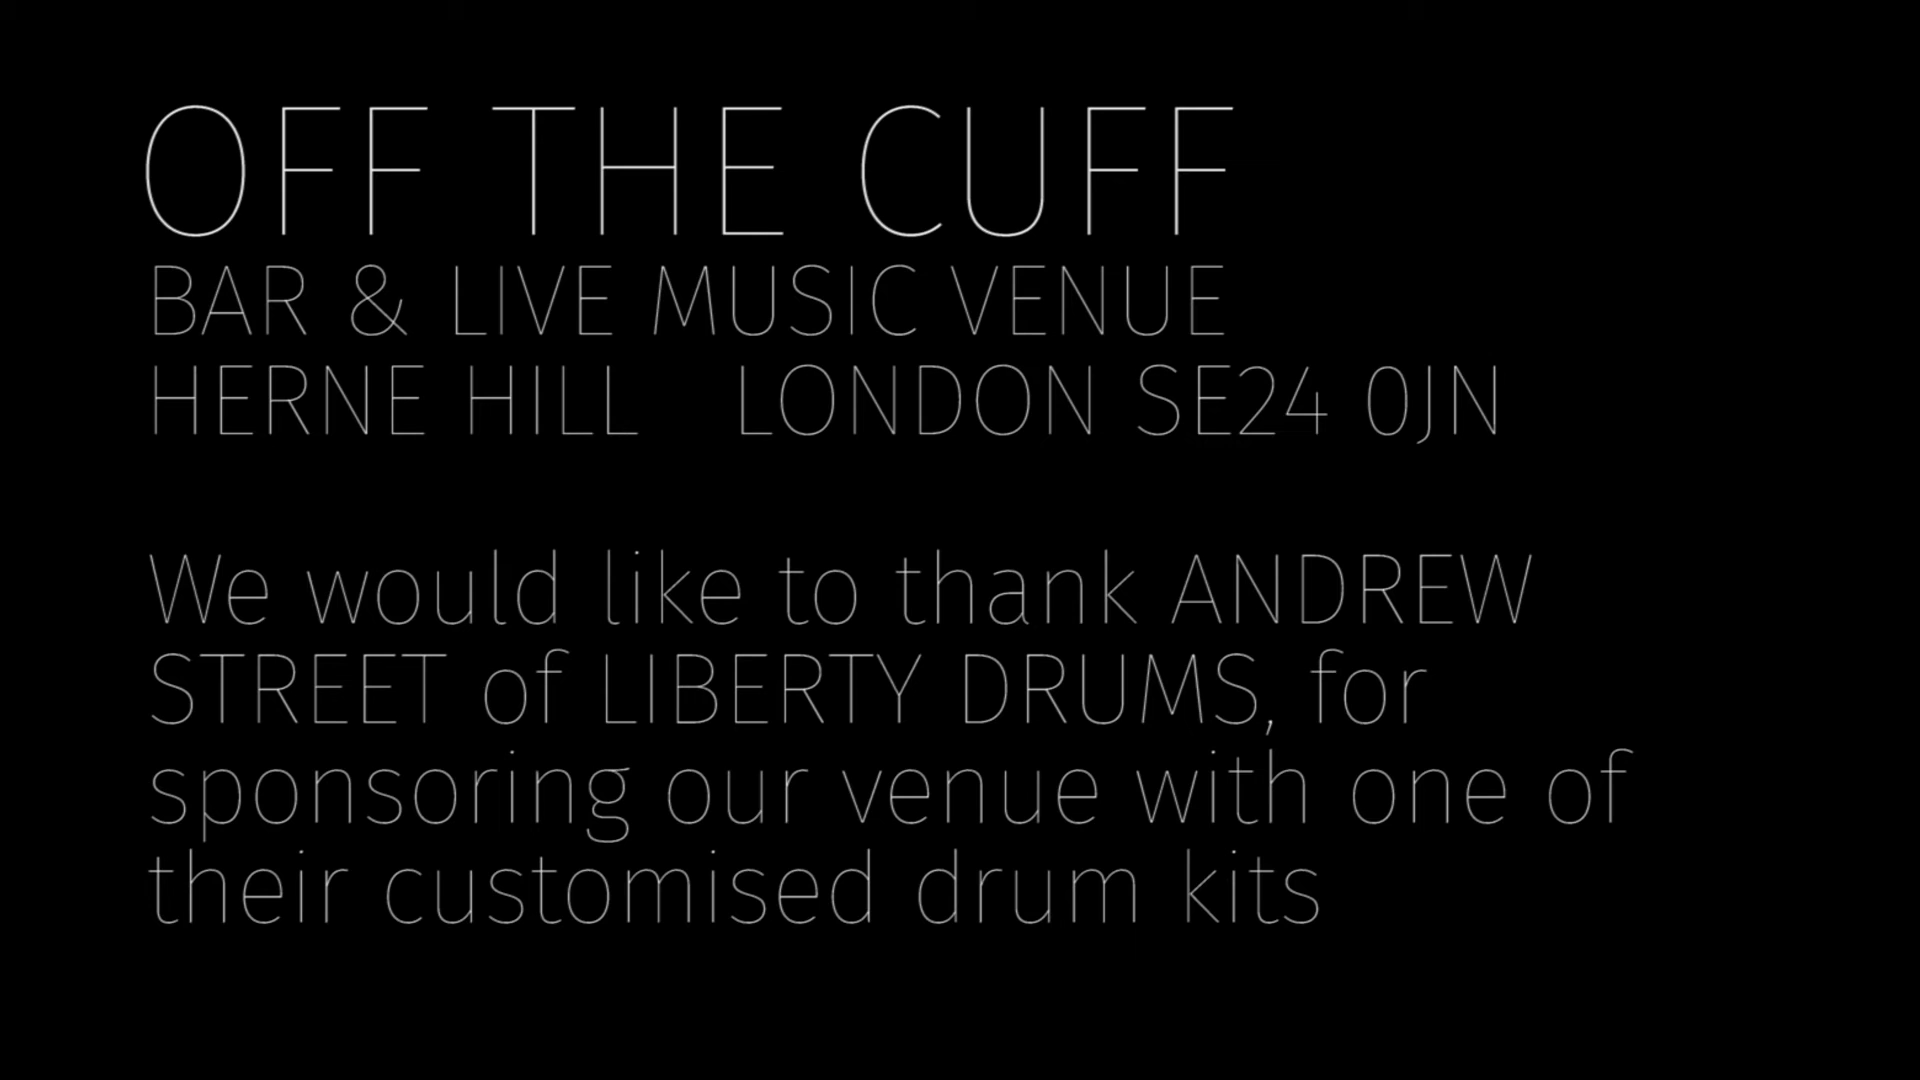 OFF THE CUFF
BAR & LIVE MUSIC VENUE
HERNE HILL LONDON SE24 0JN
We would like to thank ANDREW
STREET of LIBERTY DRUMS, for
sponsoring our venue with one of
their customised drum kits